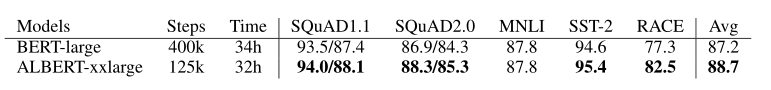 Models Steps Time SQuAD1.1 SQuAD2.0 MNLI SST-2 RACE Avg
BERT-large 400k 34h 93.5/87.4 86.9/84.3 87.8 94.6 77.3 87.2
ALBERT-xxlarge 125k 32h 94.0/88.1 88.3/85.3 87.8 95.4 82.5 88.7